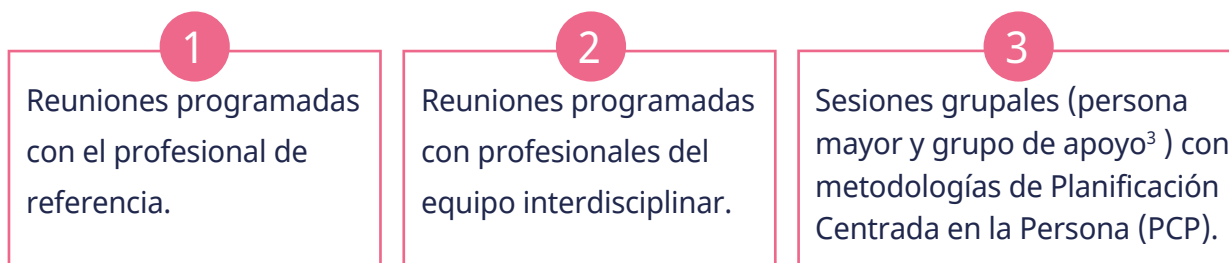 1
Reuniones programadas
con el profesional de
referencia.
2
Reuniones programadas
con profesionales del
equipo interdisciplinar.
3
Sesiones grupales (persona
mayor y grupo de apoyo³ ) con
metodologías de Planificación
Centrada en la Persona (PCP).